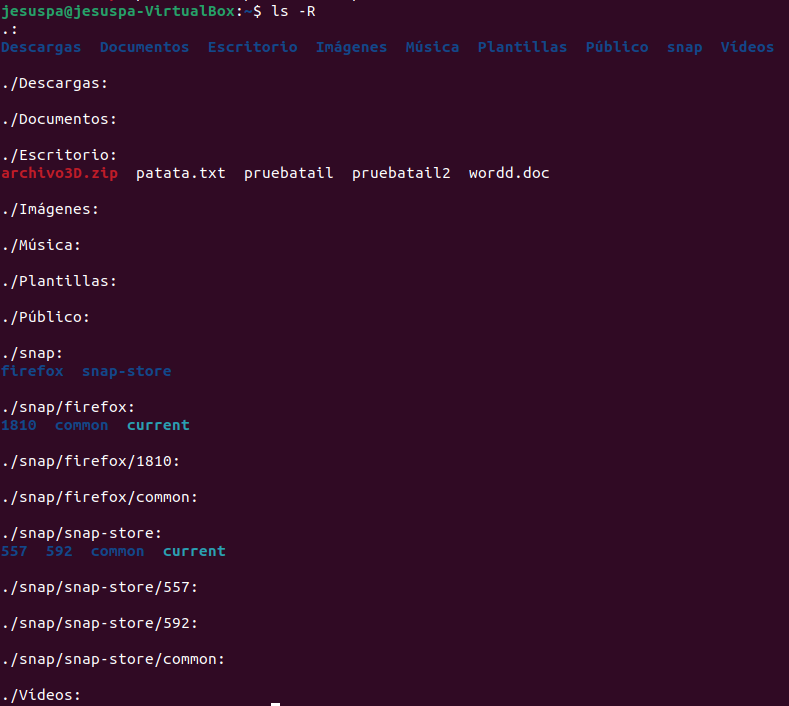 jesuspa@jesuspa-VirtualBox:~$ ls -R
.:
Descargas  Documentos  Escritorio  Imágenes  Música  Plantillas  Público  snap  Vídeos
./Descargas:
./Documentos:
./Escritorio:
archivo3D.zip  patata.txt  pruebatail  pruebatail2  wordd.doc
./Imágenes:
./Música:
./Plantillas:
./Público:
./snap:
firefox  snap-store
./snap/firefox:
1810  common  current
./snap/firefox/1810:
./snap/firefox/common:
./snap/snap-store:
557  592  common  current
./snap/snap-store/557:
./snap/snap-store/592:
./snap/snap-store/common:
./Vídeos: